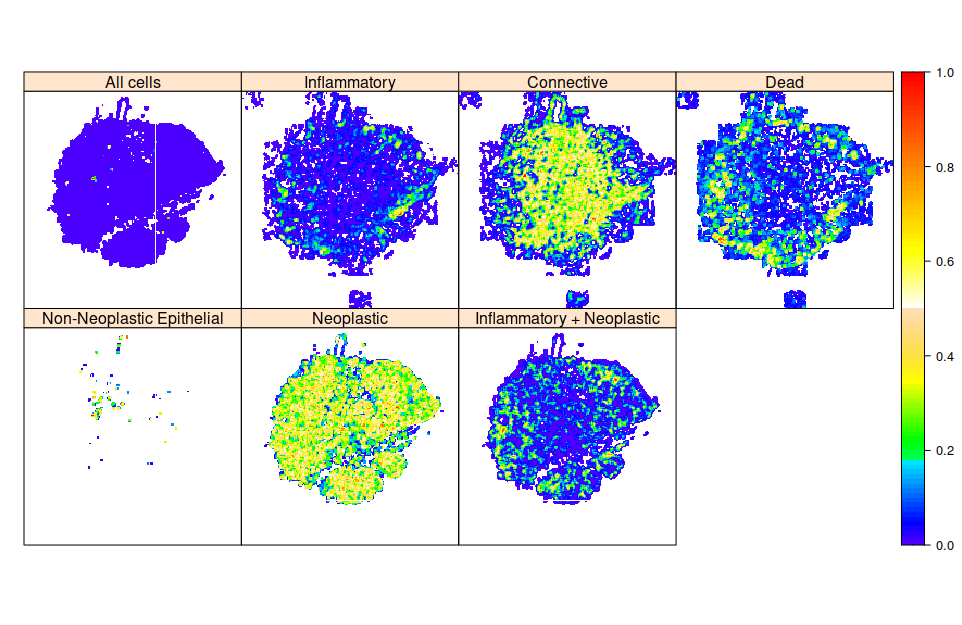 All cells
Inflammatory
Connective
Dead
Non-Neoplastic Epithelial
Neoplastic
Inflammatory + Neoplastic
1.0
0.8
0.6
0.4
0.2
0.0